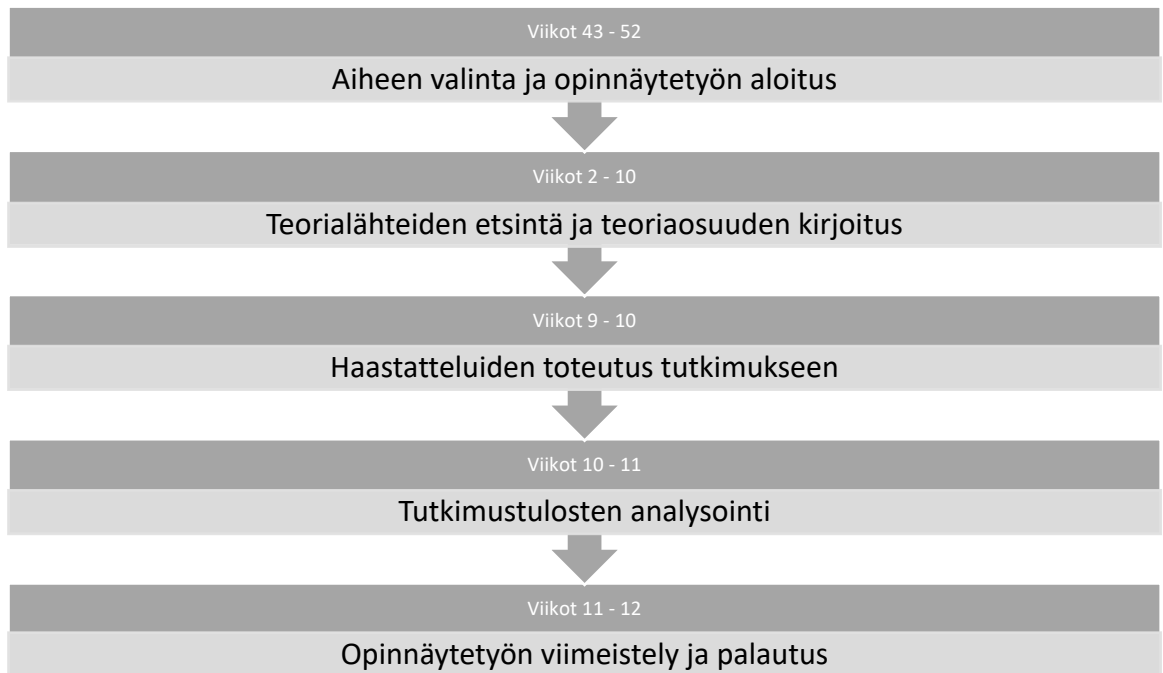 Viikot 43 - 52
Aiheen valinta ja opinnäytetyön aloitus
Viikot 2 - 10
Teorialähteiden etsintä ja teoriaosuuden kirjoitus
Viikot 9 - 10
Haastatteluiden toteutus tutkimukseen
Viikot 10 - 11
Tutkimustulosten analysointi
Viikot 11 - 12
Opinnäytetyön viimeistely ja palautus